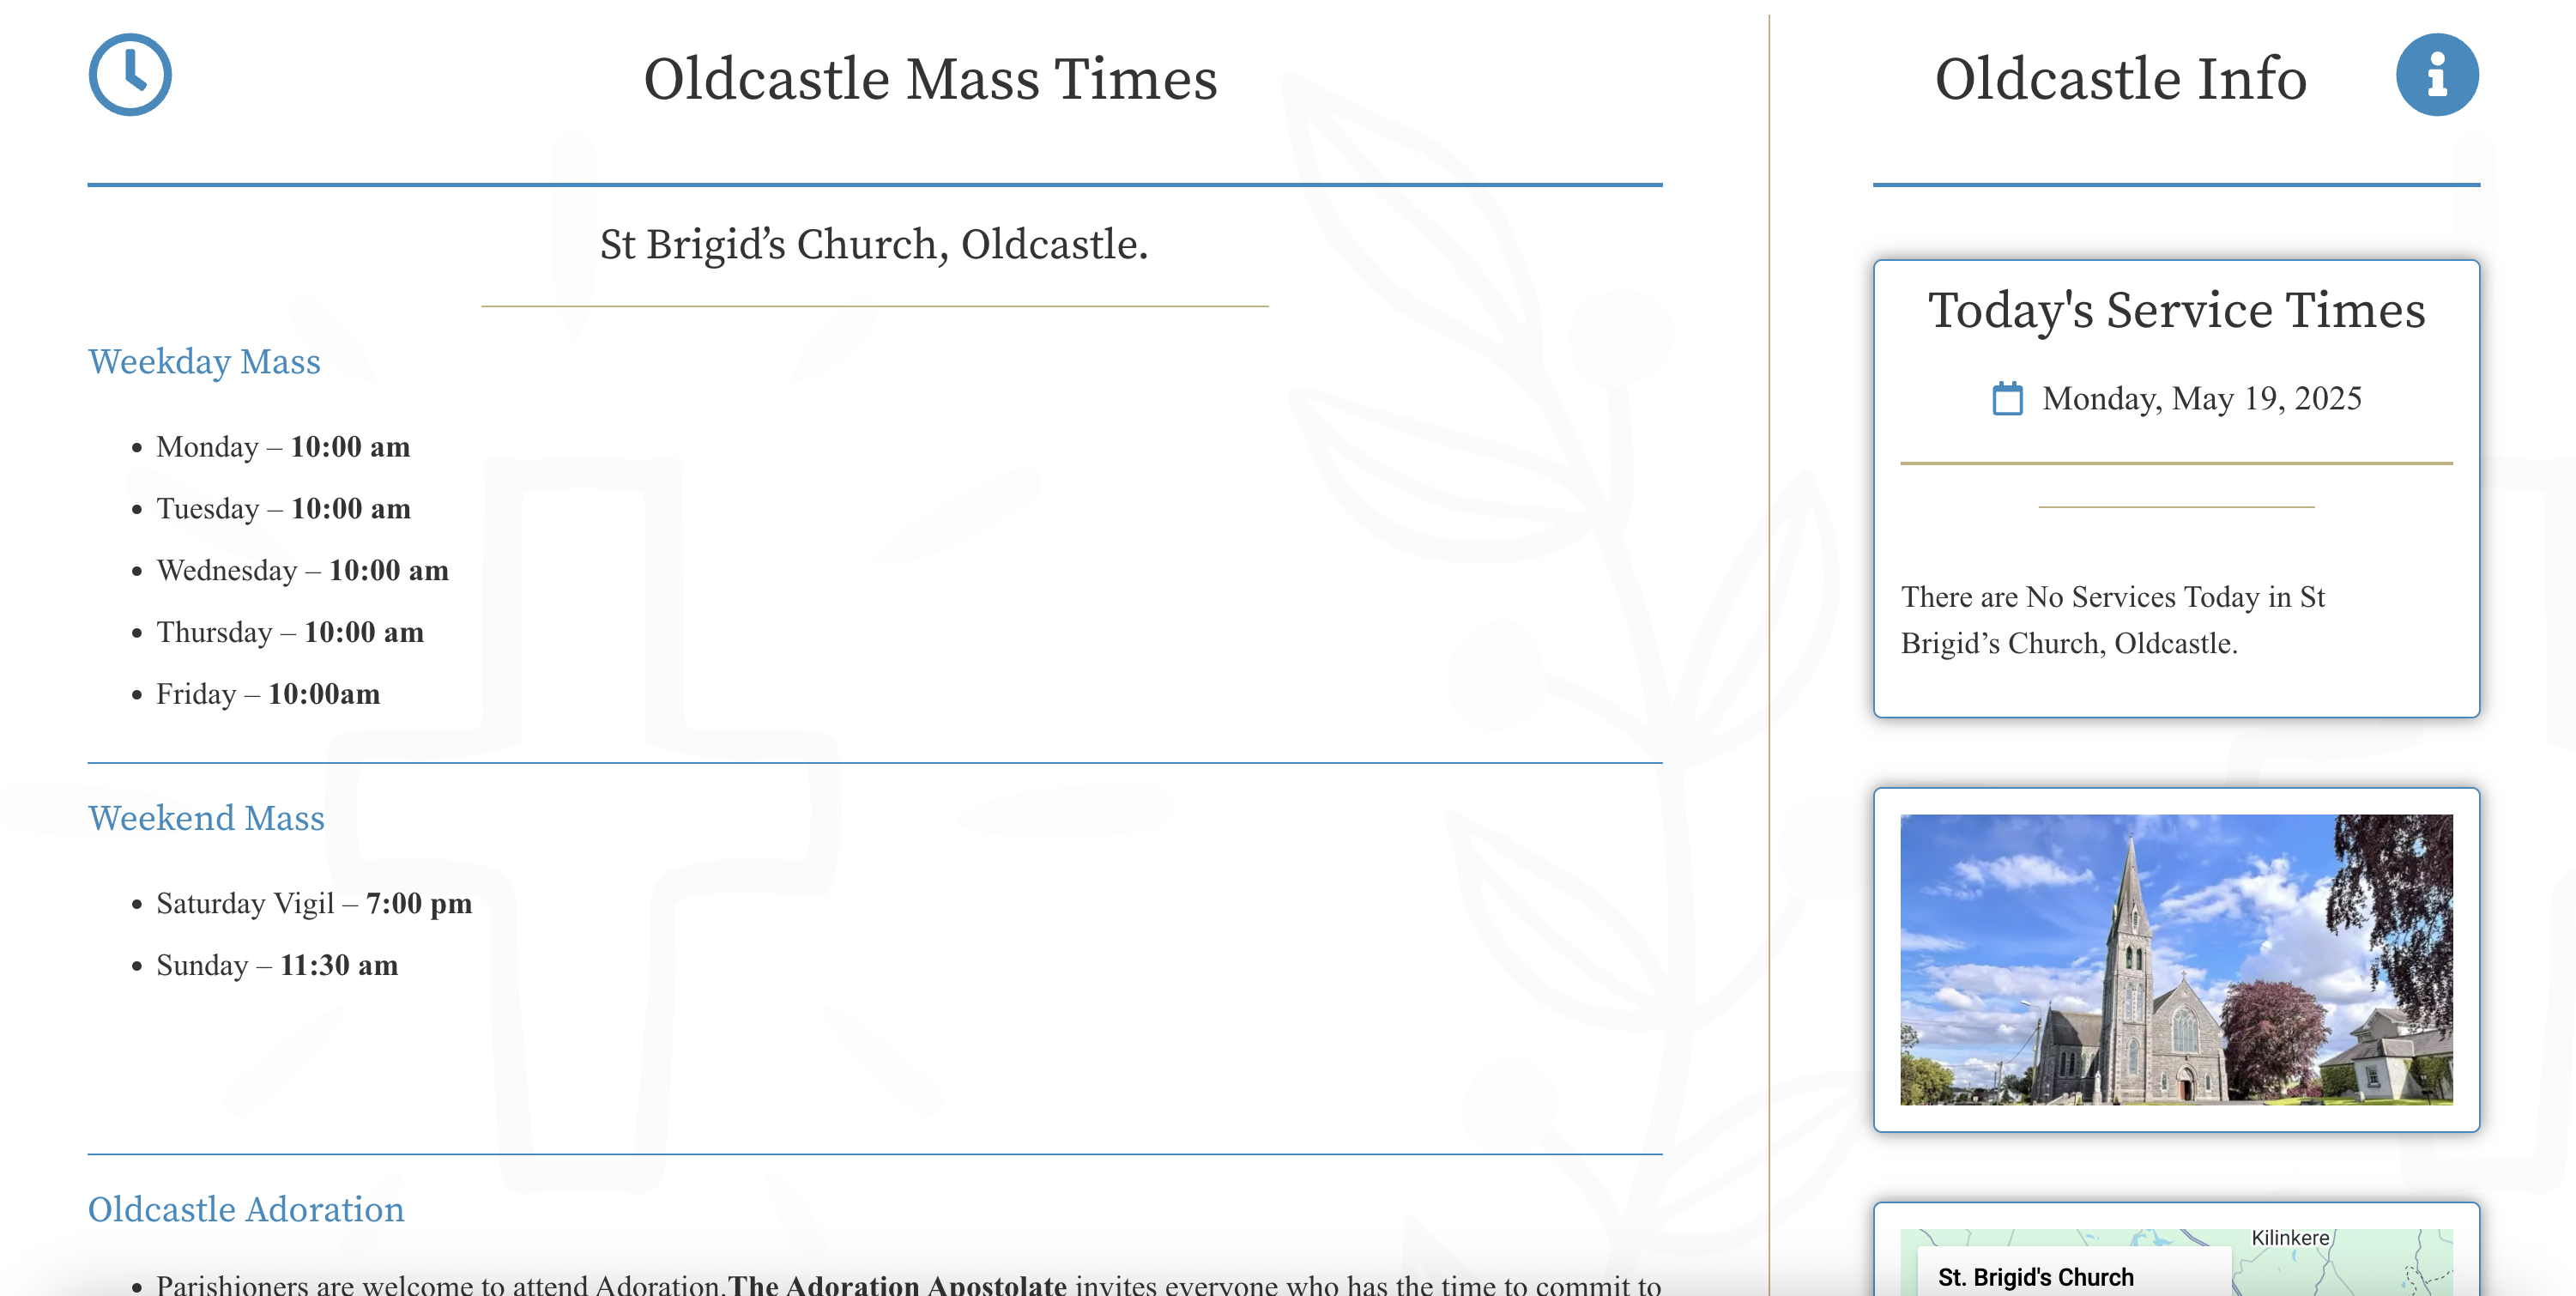 Oldcastle Mass Times
St Brigid’s Church, Oldcastle.
Weekday Mass
• Monday – 10:00 am
• Tuesday – 10:00 am
• Wednesday – 10:00 am
• Thursday – 10:00 am
• Friday – 10:00am
Weekend Mass
• Saturday Vigil – 7:00 pm
• Sunday – 11:30 am
Oldcastle Adoration
• Parishioners are welcome to attend Adoration.The Adoration Apostolate invites everyone who has the time to commit to
Oldcastle Info
Today's Service Times
Monday, May 19, 2025
There are No Services Today in St
Brigid’s Church, Oldcastle.
Kilinkere
St. Brigid's Church